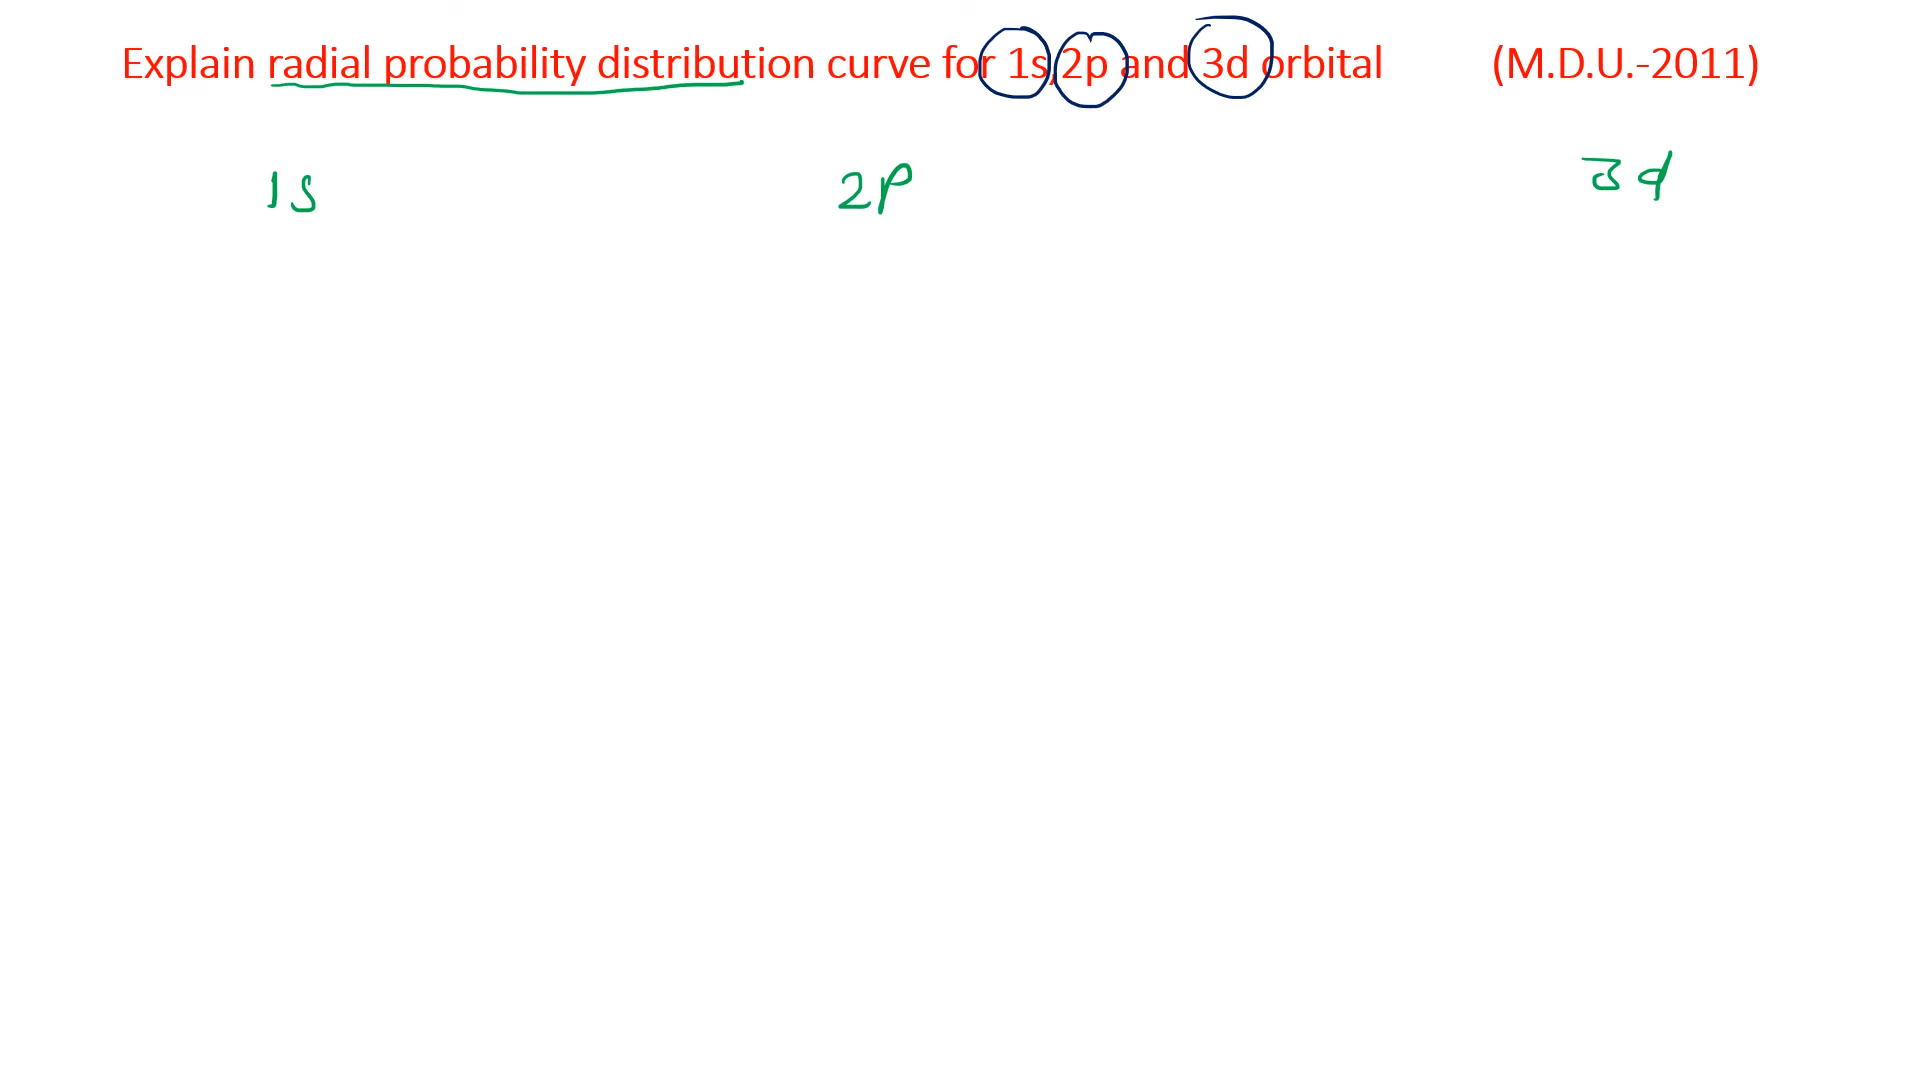 Explain radial probability distribution curve for 1s, 2p and 3d orbital (M.D.U.-2011)
1s 2p 3d